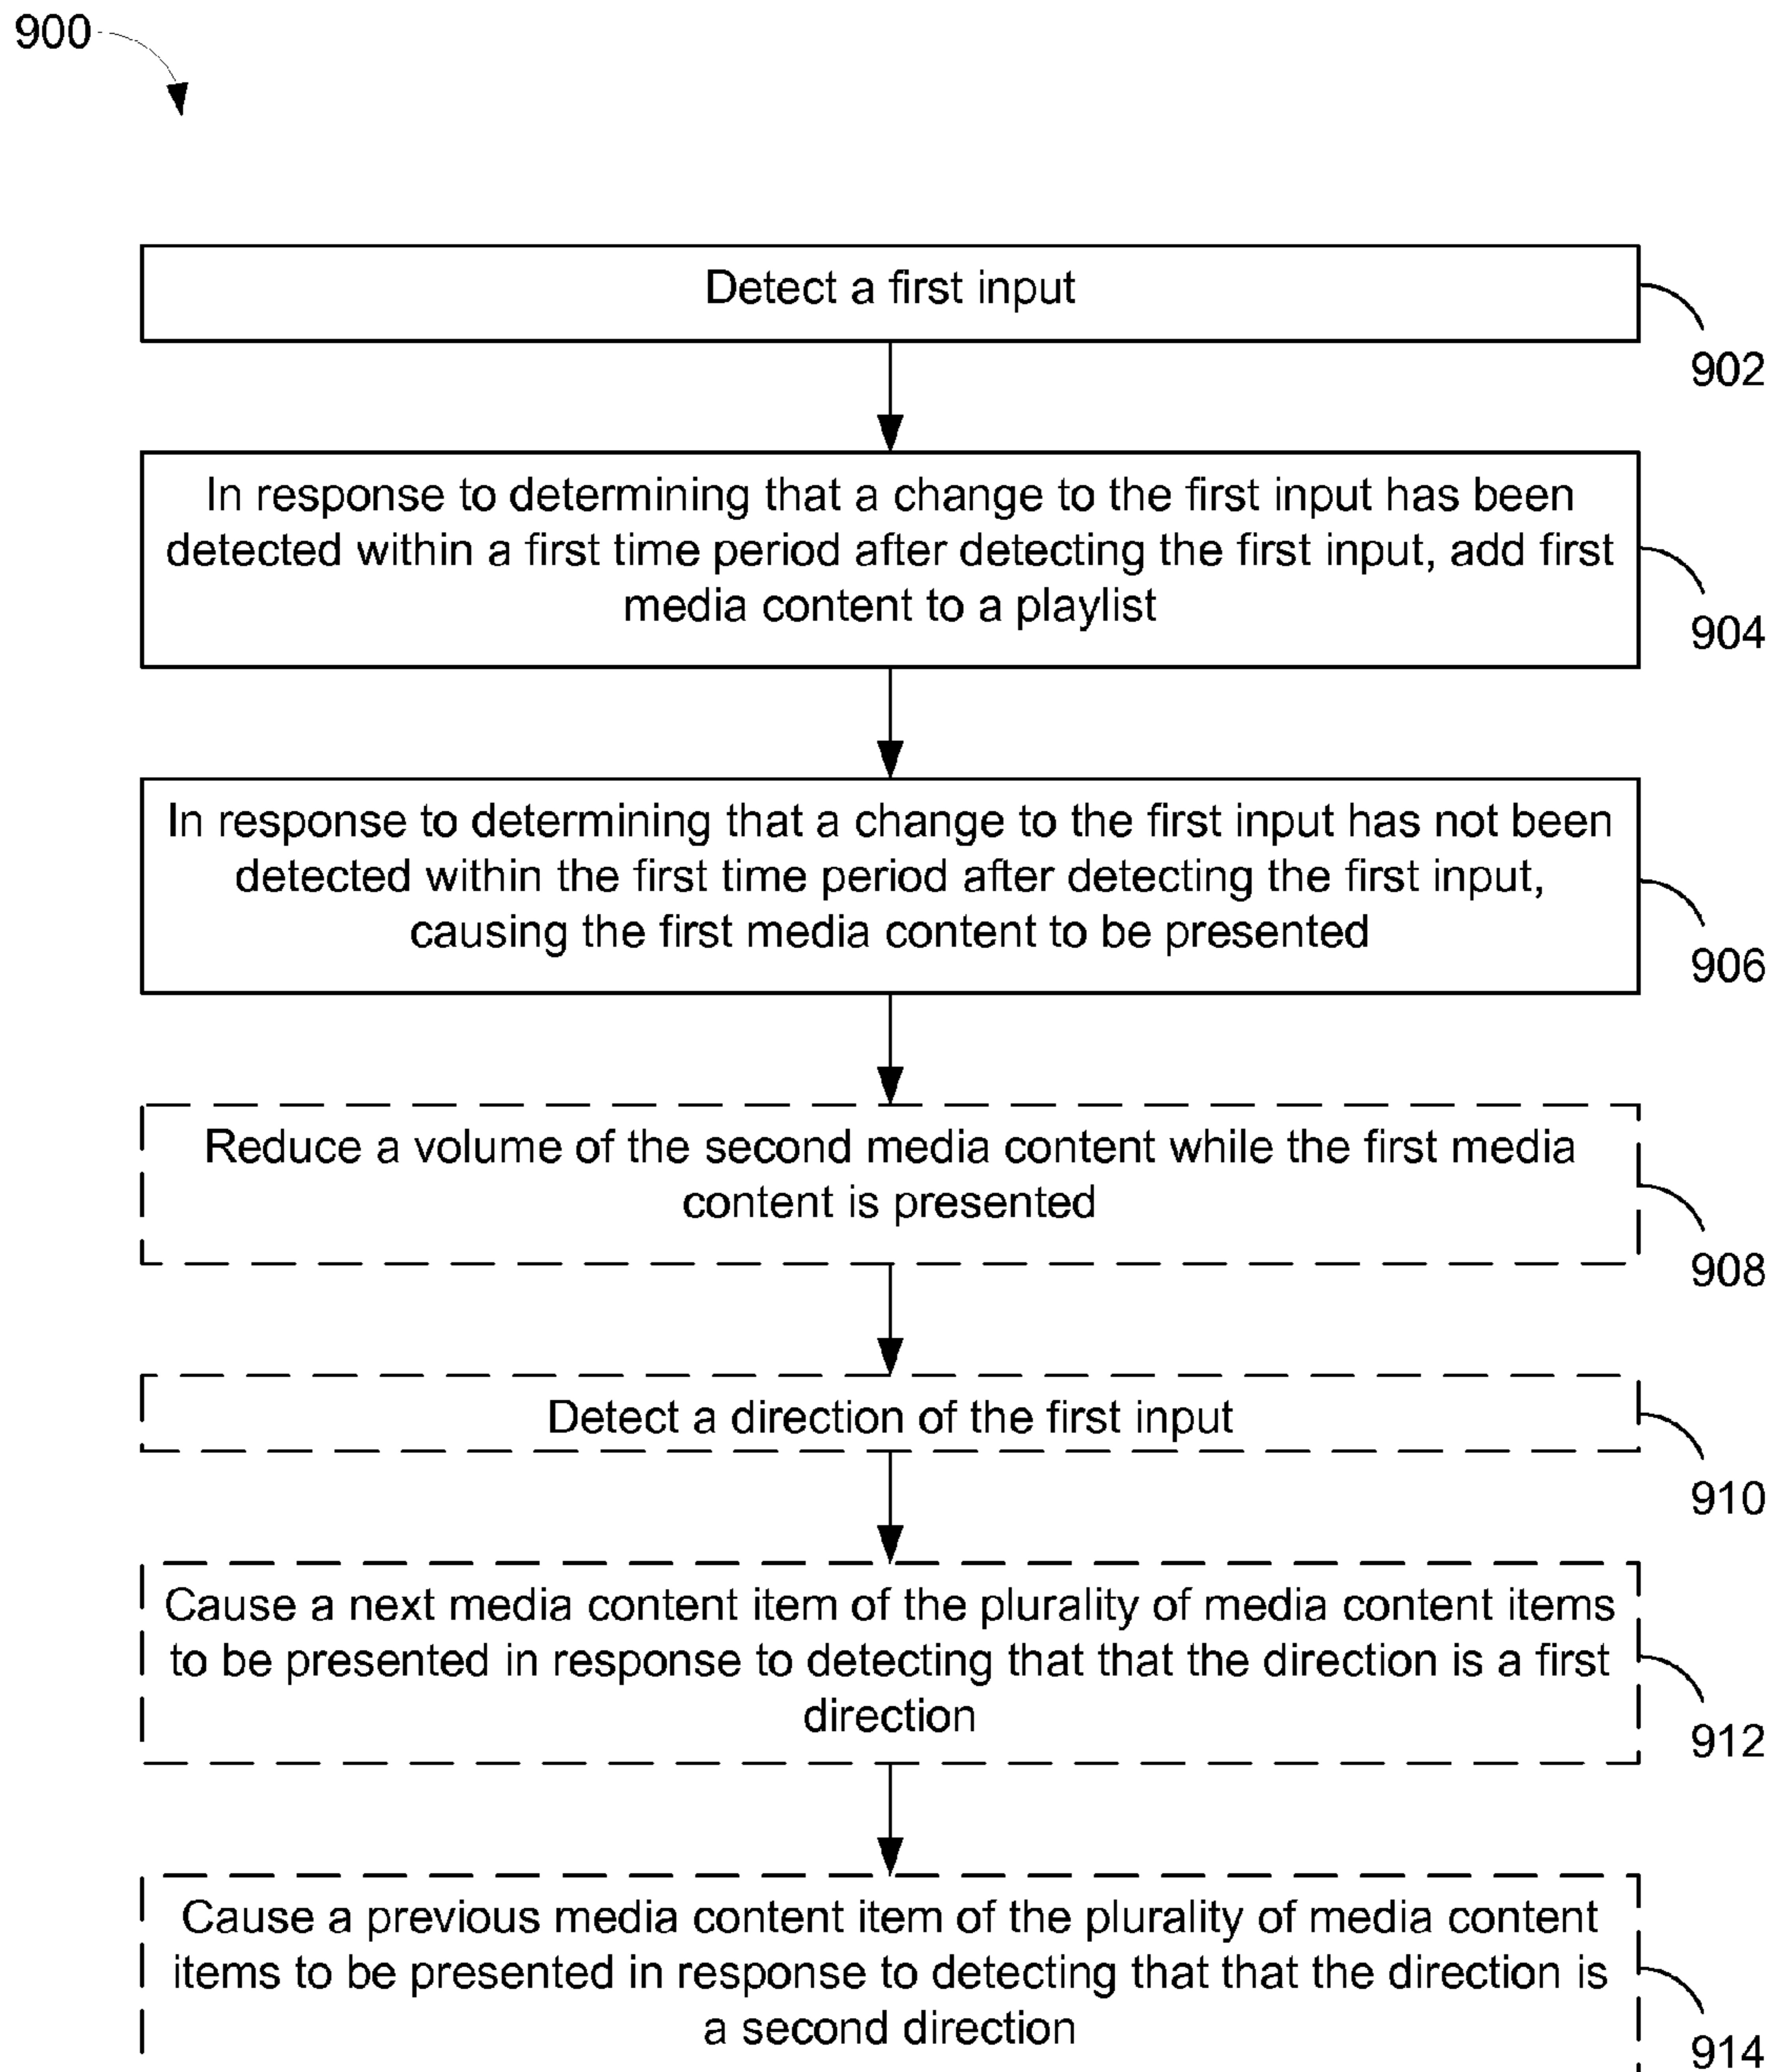 900
Detect a first input
902
In response to determining that a change to the first input has been
detected within a first time period after detecting the first input, add first
media content to a playlist
904
In response to determining that a change to the first input has not been
detected within the first time period after detecting the first input,
causing the first media content to be presented
906
Reduce a volume of the second media content while the first media
content is presented
908
Detect a direction of the first input
910
Cause a next media content item of the plurality of media content items
to be presented in response to detecting that that the direction is a first
direction
912
Cause a previous media content item of the plurality of media content
items to be presented in response to detecting that that the direction is
a second direction
914